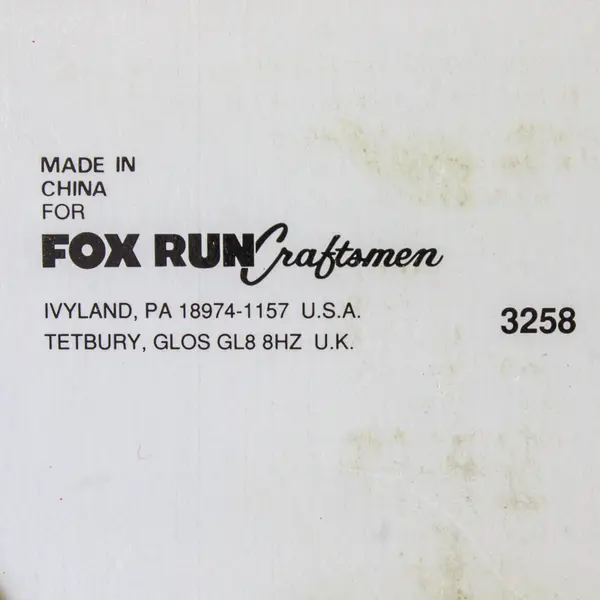 MADE IN
CHINA
FOR
FOX RUN Craftsmen
IVYLAND, PA 18974-1157 U.S.A.
TETBURY, GLOS GL8 8HZ U.K.
3258